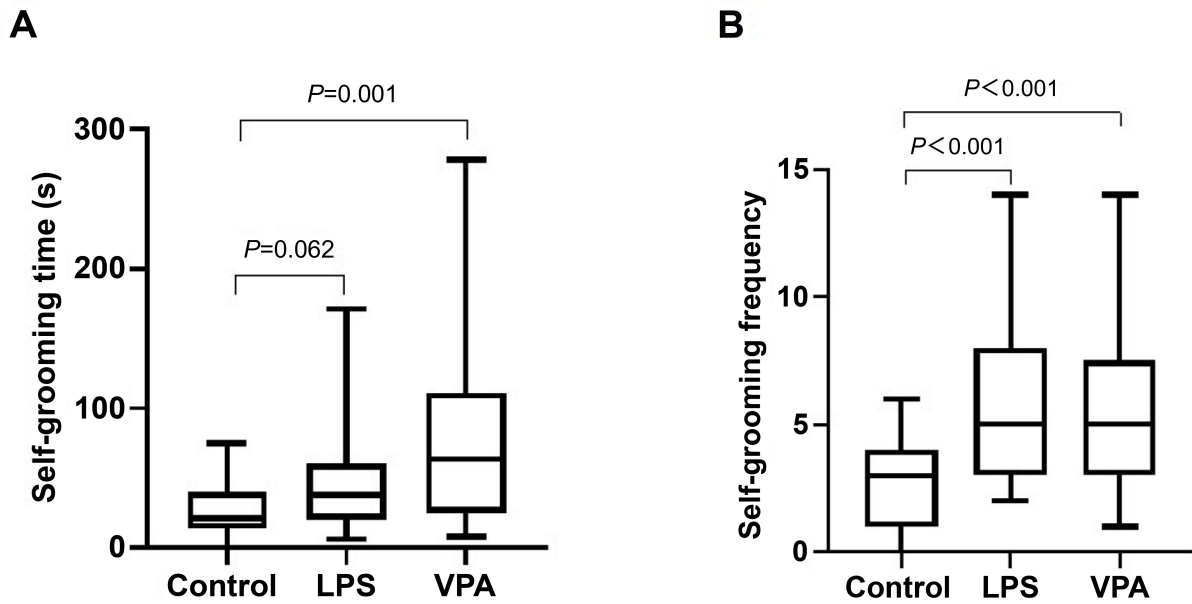 A
P=0.001
P=0.062
Self-grooming time (s)
300
200
100
0
Control LPS VPA
B
P<0.001
P<0.001
Self-grooming frequency
15
10
5
0
Control LPS VPA